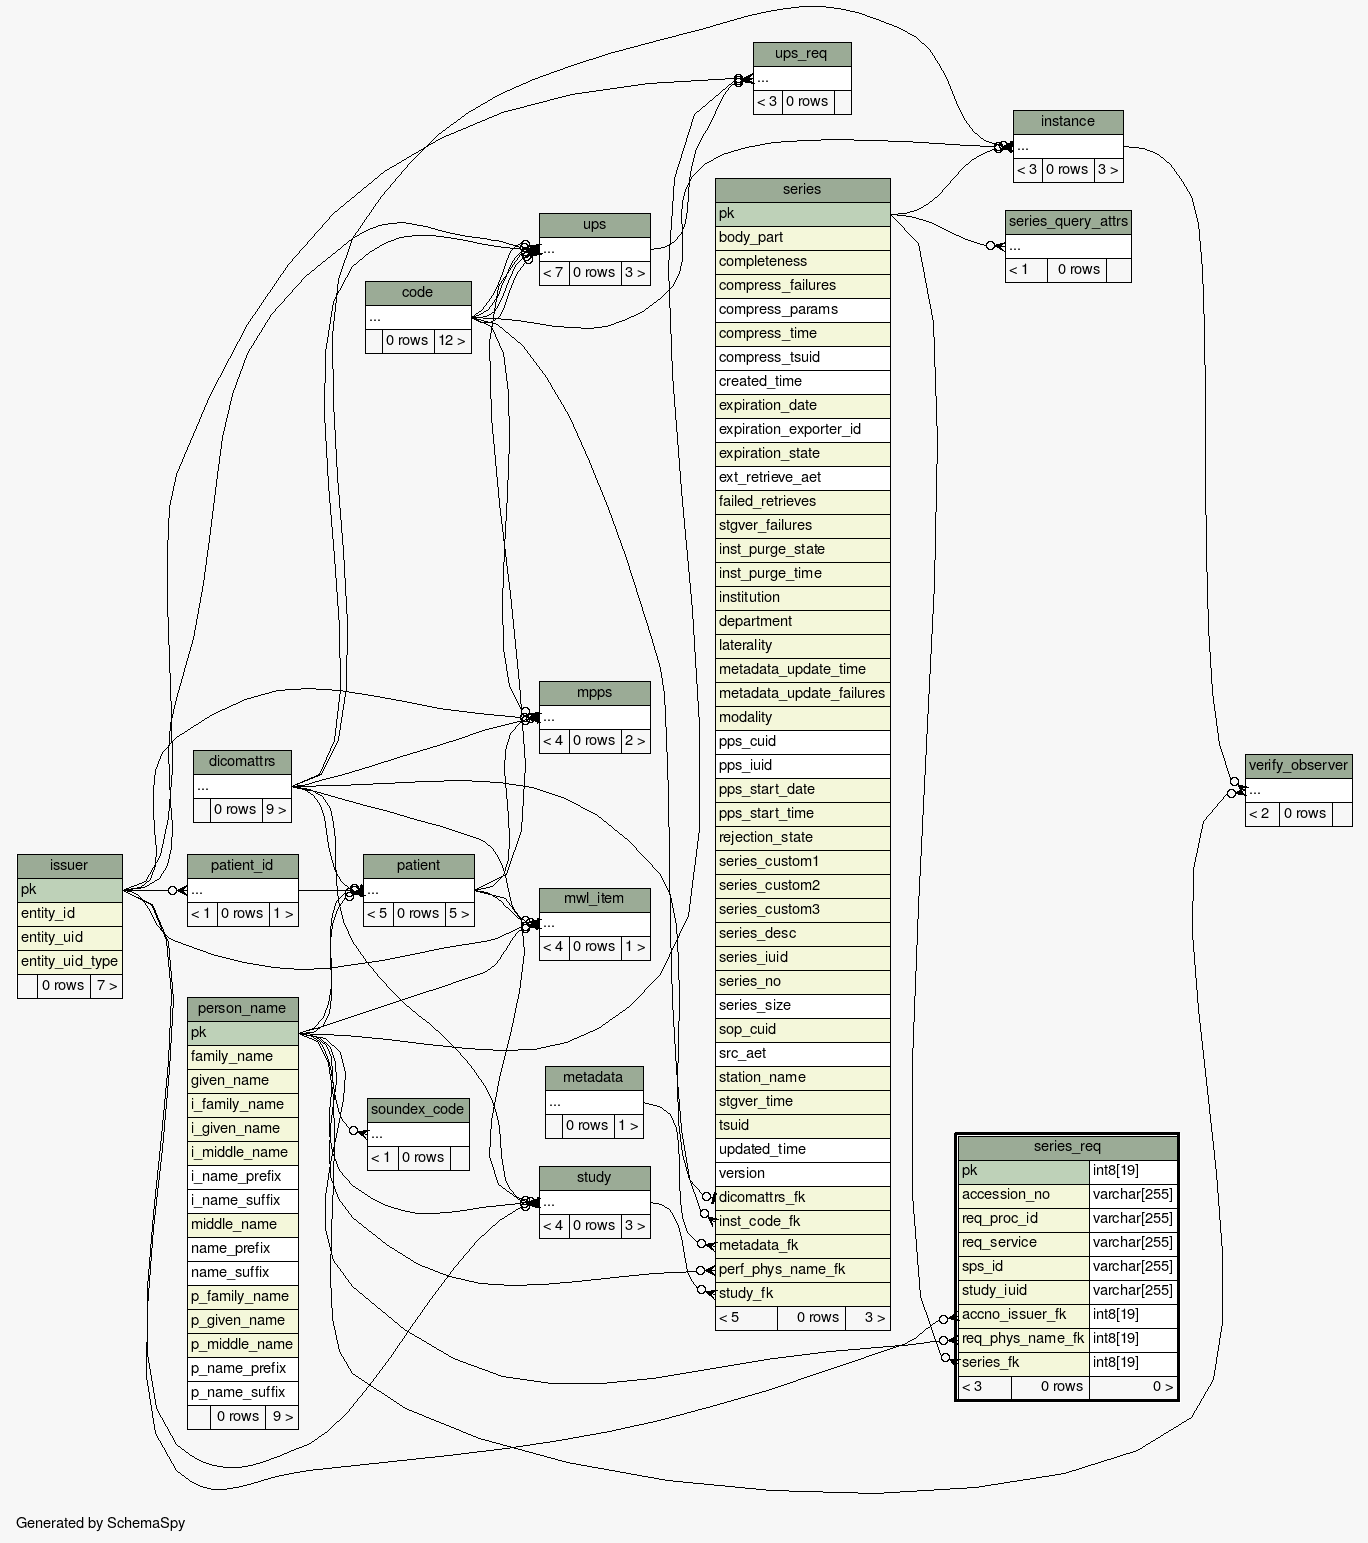 ups_req
...
< 3 0 rows
instance
...
< 3 0 rows 3 >
series_query_attrs
...
< 1 0 rows
ups
...
< 7 0 rows 3 >
code
...
0 rows 12 >
series
pk
body_part
completeness
compress_failures
compress_params
compress_time
compress_tsuid
created_time
expiration_date
expiration_exporter_id
expiration_state
ext_retrieve_aet
failed_retrieves
stgver_failures
inst_purge_state
inst_purge_time
institution
department
laterality
metadata_update_time
metadata_update_failures
modality
pps_cuid
pps_iuid
pps_start_date
pps_start_time
rejection_state
series_custom1
series_custom2
series_custom3
series_desc
series_iuid
series_no
series_size
sop_cuid
src_aet
station_name
stgver_time
tsuid
updated_time
version
dicomattrs_fk
inst_code_fk
metadata_fk
perf_phys_name_fk
study_fk
< 5 0 rows 3 >
mpps
...
< 4 0 rows 2 >
dicomattrs
...
0 rows 9 >
verify_observer
...
< 2 0 rows
issuer
pk
entity_id
entity_uid
entity_uid_type
0 rows 7 >
patient_id
...
< 1 0 rows 1 >
patient
...
< 5 0 rows 5 >
mwl_item
...
< 4 0 rows 1 >
person_name
pk
family_name
given_name
i_family_name
i_given_name
i_middle_name
i_name_prefix
i_name_suffix
middle_name
name_prefix
name_suffix
p_family_name
p_given_name
p_middle_name
p_name_prefix
p_name_suffix
0 rows 9 >
metadata
...
0 rows 1 >
soundex_code
...
< 1 0 rows
study
...
< 4 0 rows 3 >
series_req
pk int8[19]
accession_no varchar[255]
req_proc_id varchar[255]
req_service varchar[255]
sps_id varchar[255]
study_iuid varchar[255]
accno_issuer_fk int8[19]
req_phys_name_fk int8[19]
series_fk int8[19]
< 3 0 rows 0 >
Generated by SchemaSpy